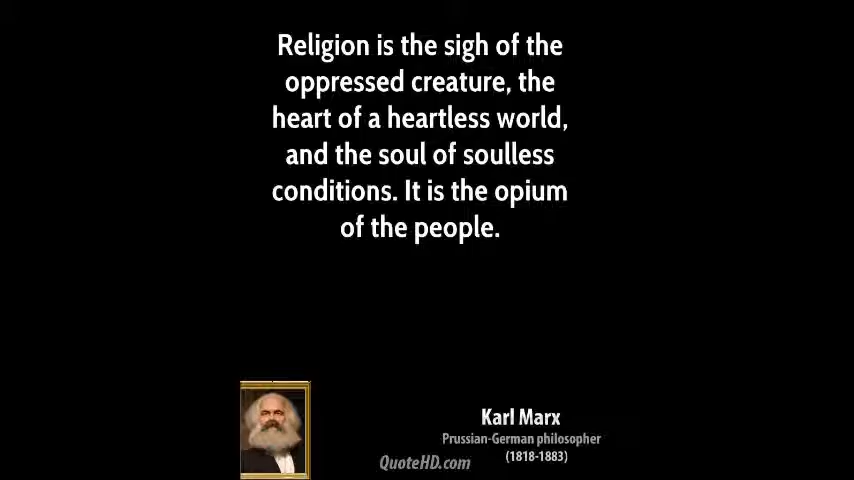 Religion is the sigh of the
oppressed creature, the
heart of a heartless world,
and the soul of soulless
conditions. It is the opium
of the people.
Karl Marx
Prussian-German philosopher
(1818-1883)
QuoteHD.com